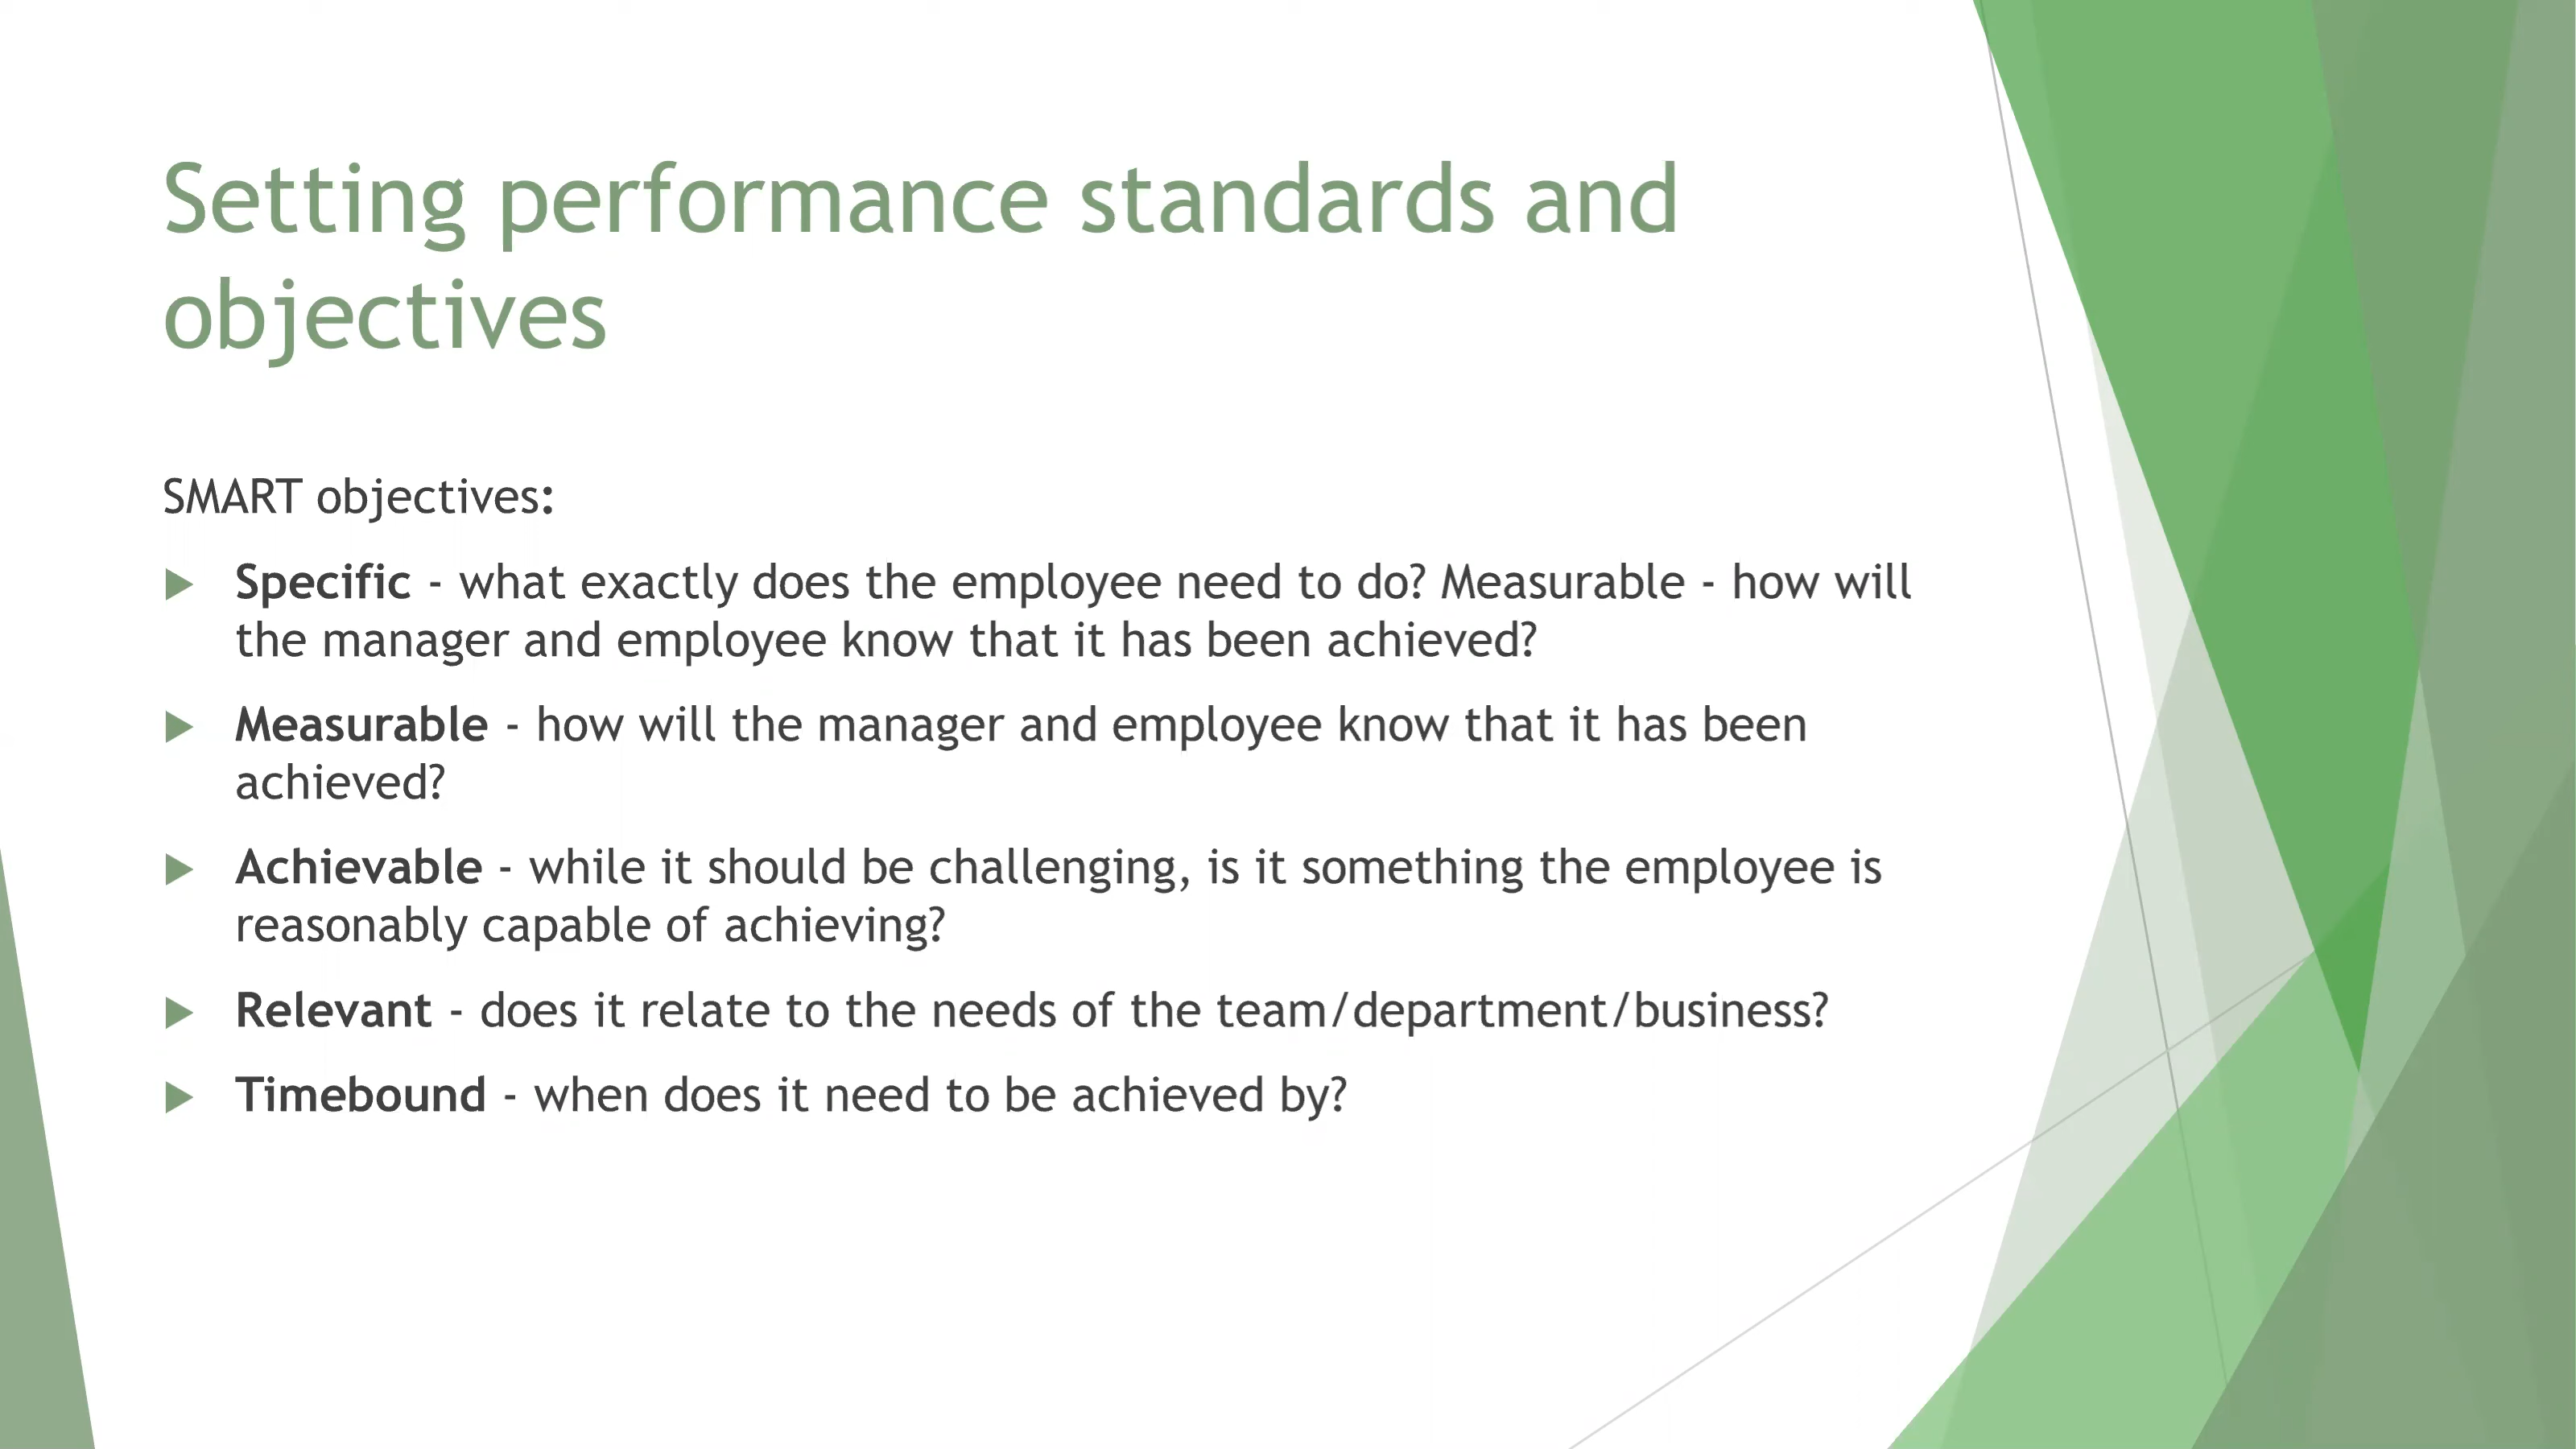 Setting performance standards and
objectives
SMART objectives:
Specific - what exactly does the employee need to do? Measurable - how will
the manager and employee know that it has been achieved?
Measurable - how will the manager and employee know that it has been
achieved?
Achievable - while it should be challenging, is it something the employee is
reasonably capable of achieving?
Relevant - does it relate to the needs of the team/department/business?
Timebound - when does it need to be achieved by?